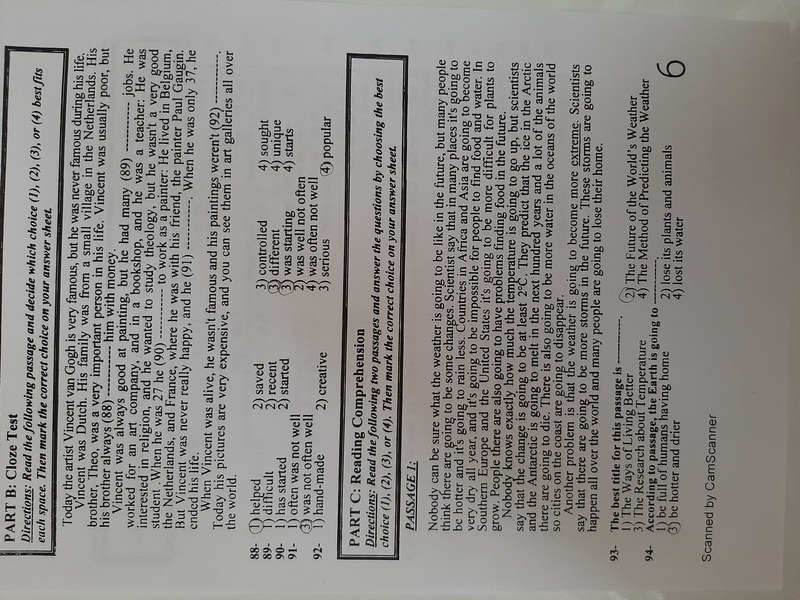 PART B: Cloze Test
Directions: Read the following passage and decide which choice (1), (2), (3), or (4) best fits
each space. Then mark the correct choice on your answer sheet.
Today the artist Vincent van Gogh is very famous, but he was never famous during his life.
Vincent was Dutch. His family was from a small village in the Netherlands. His
brother, Theo, was a very important person in his life. Vincent was usually poor, but
his brother always (88) ---------- him with money.
Vincent was always good at painting, but he had many (89) ---------- jobs. He
worked for an art company, and in a bookshop, and he was a teacher. He was
interested in religion, and he wanted to study theology, but he wasn't a very good
student. When he was 27 he (90) ---------- to work as a painter: He lived in Belgium,
the Netherlands, and France, where he was with his friend, the painter Paul Gaugin.
But Vincent was never really happy, and he (91) ----------. When he was only 37, he
ended his life.
When Vincent was alive, he wasn't famous and his paintings weren't (92) ----------.
Today his pictures are very expensive, and you can see them in art galleries all over
the world.
88- 1) helped 2) saved 3) controlled 4) sought
89- 1) difficult 2) recent 3) different 4) unique
90- 1) has started 2) started 3) was starting 4) starts
91- 1) often was not well 2) was well not often
3) was not often well 4) was often not well
92- 1) hand-made 2) creative 3) serious 4) popular
PART C: Reading Comprehension
Directions: Read the following two passages and answer the questions by choosing the best
choice (1), (2), (3), or (4). Then mark the correct choice on your answer sheet.
PASSAGE 1:
Nobody can be sure what the weather is going to be like in the future, but many people
think there are going to be some changes. Scientist say that in many places it's going to
be hotter and it's going to rain less. Countries in Africa and Asia are going to become
very dry all year, and it's going to be impossible for people to find food and water. In
Southern Europe and the United States it's going to be more difficult for plants to
grow. People there are also going to have problems finding food in the future.
Nobody knows exactly how much the temperature is going to go up, but scientists
say that the change is going to be at least 2°C. They predict that the ice in the Arctic
and the Antarctic is going to melt in the next hundred years and a lot of the animals
there are going to die. There is also going to be more water in the oceans of the world
so cities on the coast are going to disappear.
Another problem is that the weather is going to become more extreme. Scientists
say that there are going to be more storms in the future. These storms are going to
happen all over the world and many people are going to lose their home.
93- The best title for this passage is ----------.
1) The Ways of Living Better 2) The Future of the World's Weather
3) The Research about Temperature 4) The Method of Predicting the Weather
94- According to passage, the Earth is going to ----------.
1) be full of humans having home 2) lose its plants and animals
3) be hotter and drier 4) lost its water
6
Scanned by CamScanner